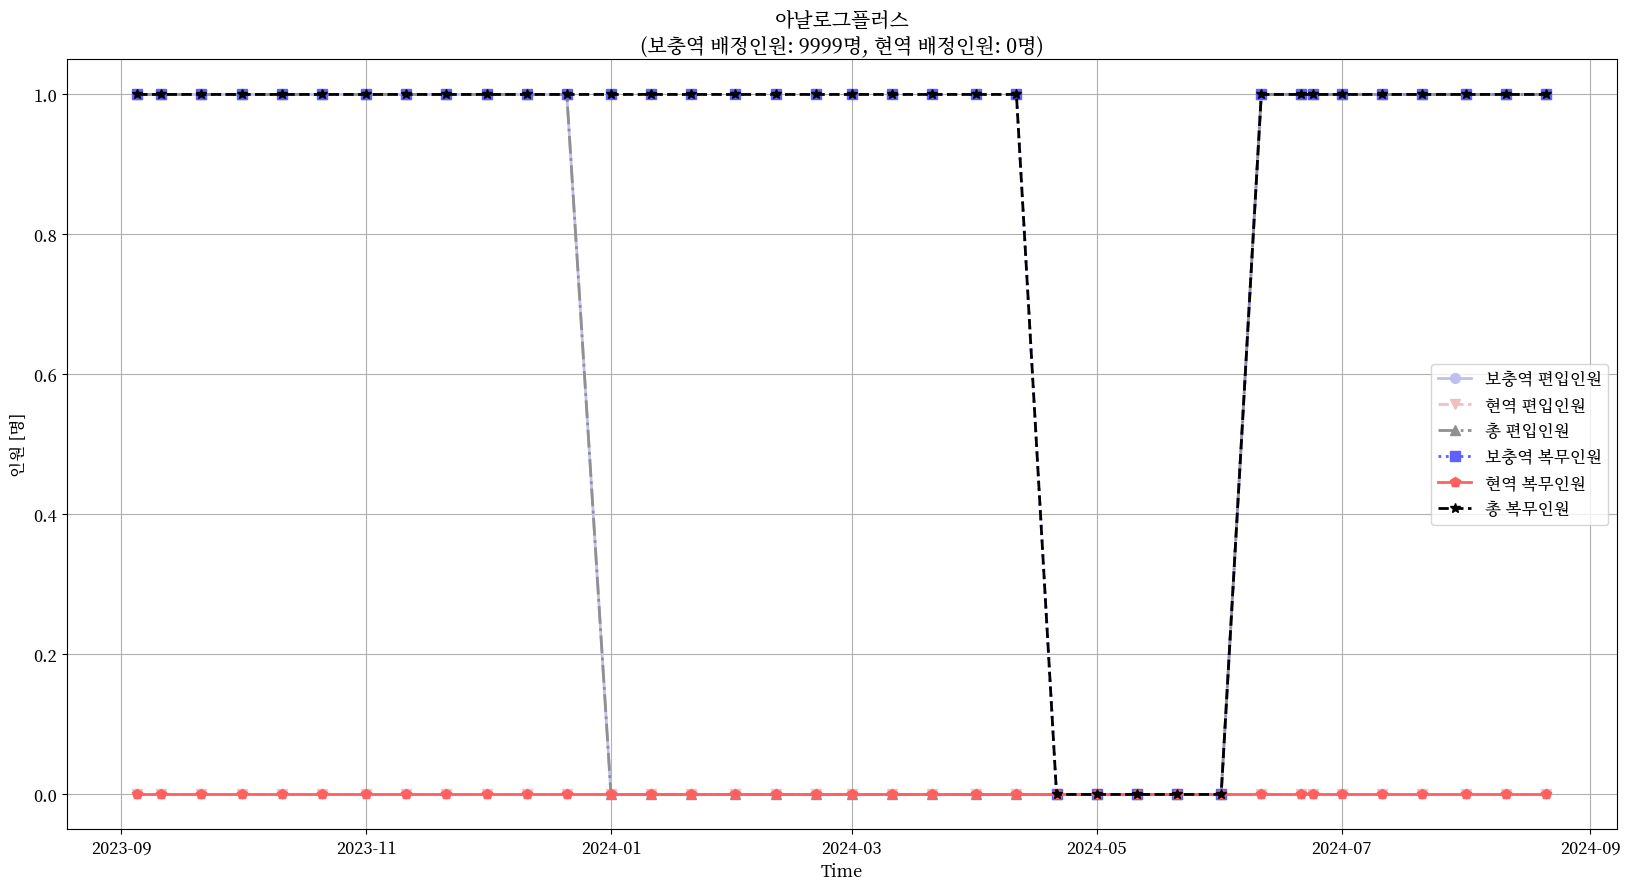 아날로그플러스
(보충역 배정인원: 9999명, 현역 배정인원: 0명)
인원 [명]
1.0
0.8
0.6
0.4
0.2
0.0
보충역 편입인원
현역 편입인원
총 편입인원
보충역 복무인원
현역 복무인원
총 복무인원
2023-09
2023-11
2024-01
2024-03
2024-05
2024-07
2024-09
Time